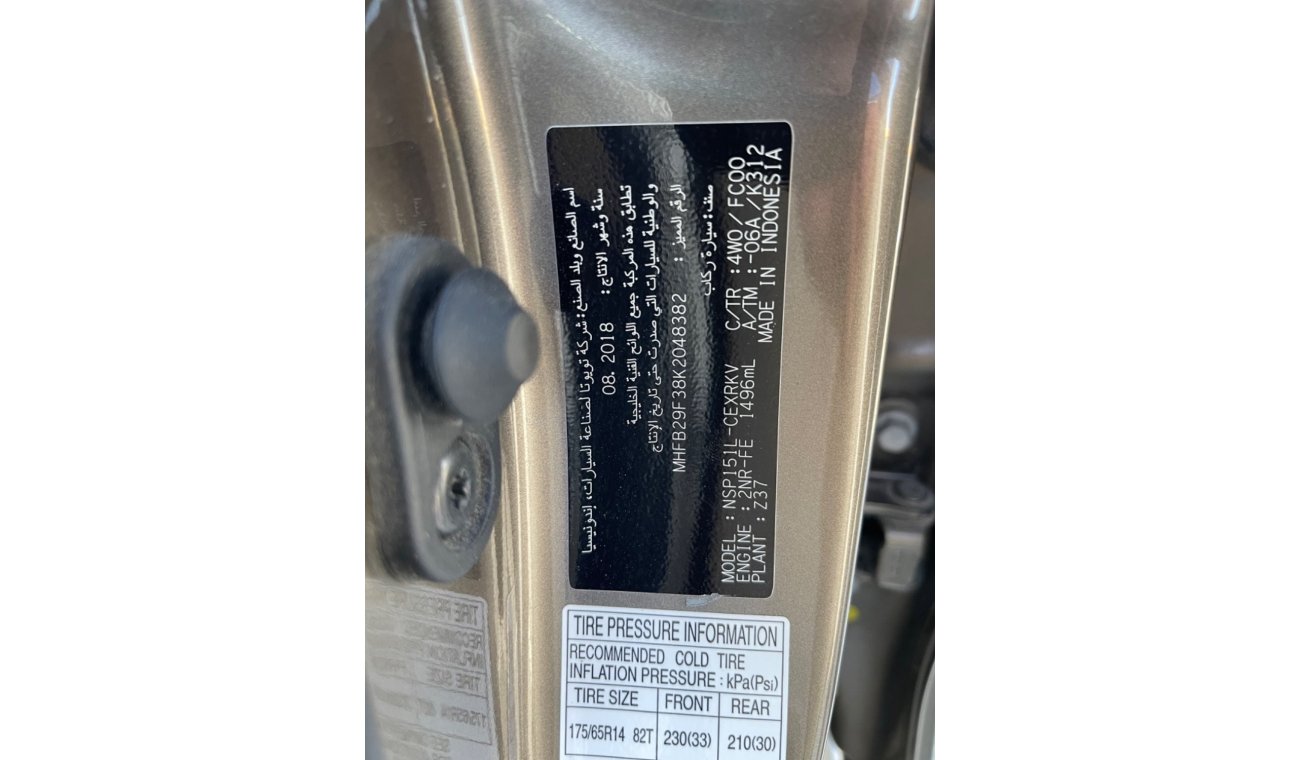 اسم الصانع وبلد الصنع: شركة تويوتا لصناعة السيارات، إندونيسيا
سنة وشهر الانتاج: 08. 2018
تطابق هذه المركبة جميع اللوائح الفنية الخليجية
والوطنية للسيارات التي صدرت حتى تاريخ الإنتاج
الرقم المميز : MHFB29F38K2048382
صنف: سيارة ركاب
MODEL : NSP151L-CEXRKV C/TR : 4W0/FC00
ENGINE : 2NR-FE 1496mL A/TM : -06A /K312
PLANT : Z37 MADE IN INDONESIA
TIRE PRESSURE INFORMATION
RECOMMENDED COLD TIRE
INFLATION PRESSURE : kPa(Psi)
TIRE SIZE FRONT REAR
175/65R14 82T 230(33) 210(30)